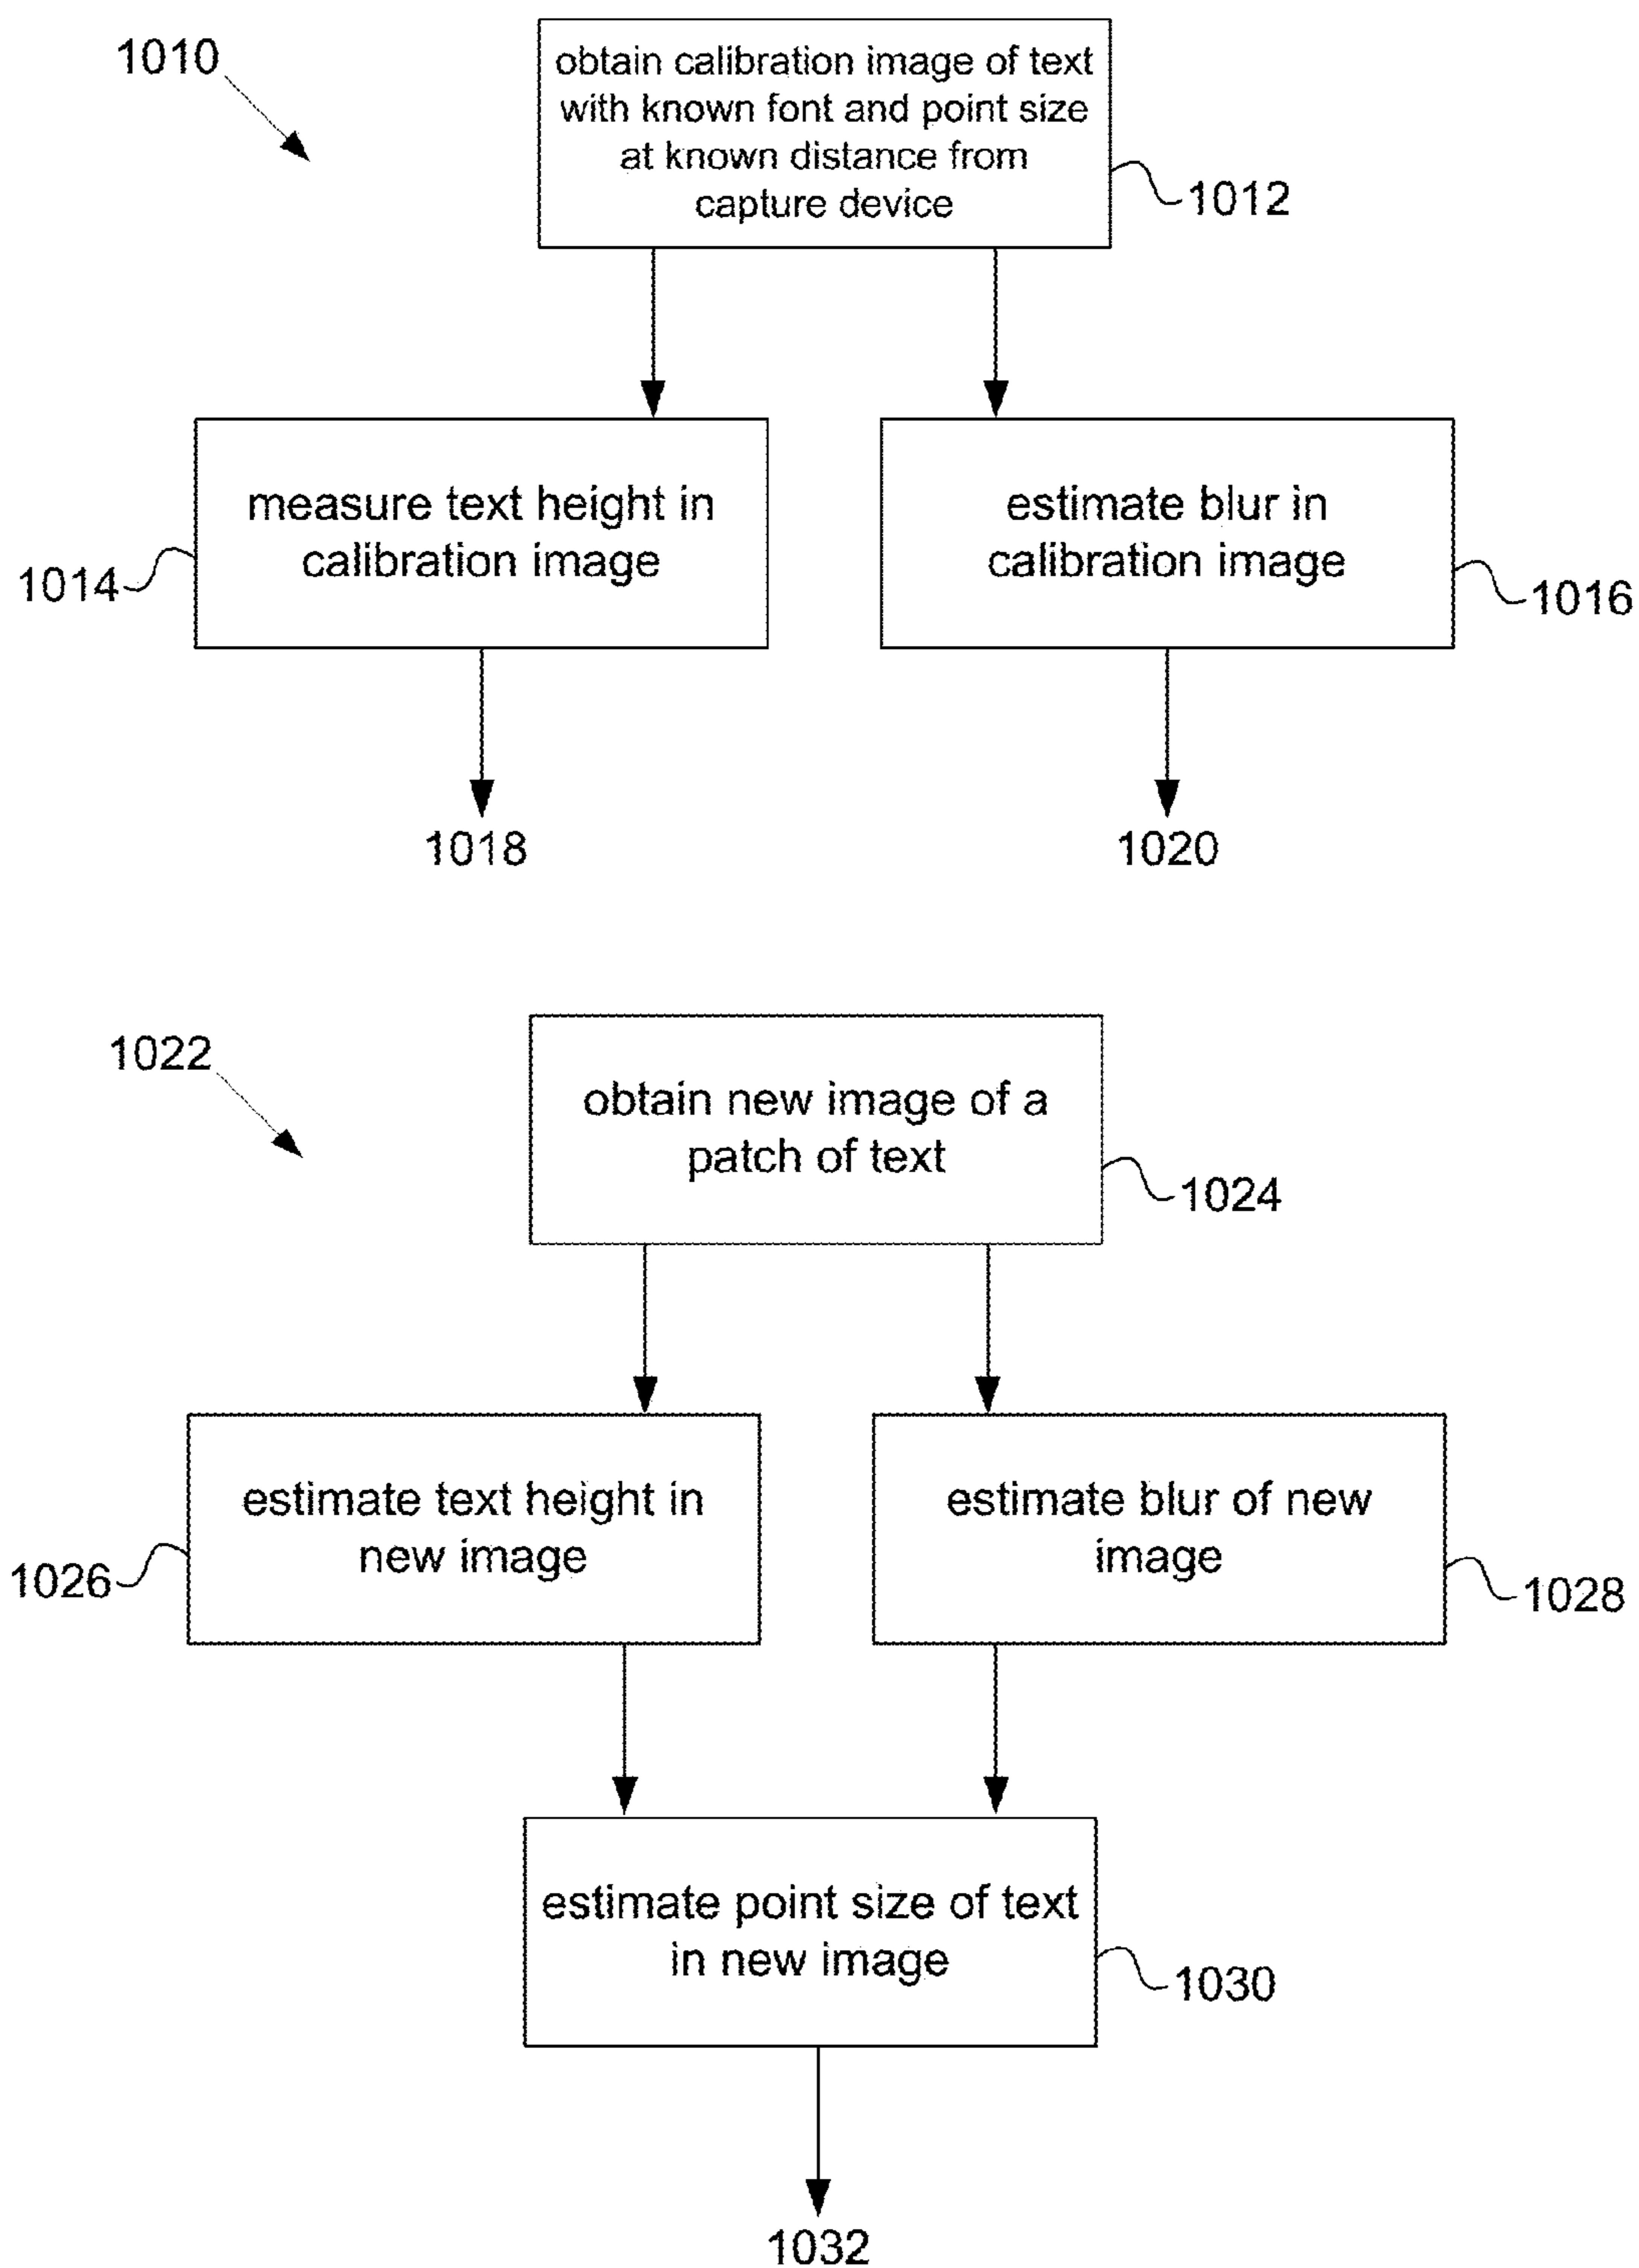 1010
obtain calibration image of text
with known font and point size
at known distance from
capture device
1012
measure text height in
calibration image
1014
estimate blur in
calibration image
1016
1018
1020
1022
obtain new image of a
patch of text
1024
estimate text height in
new image
1026
estimate blur of new
image
1028
estimate point size of text
in new image
1030
1032